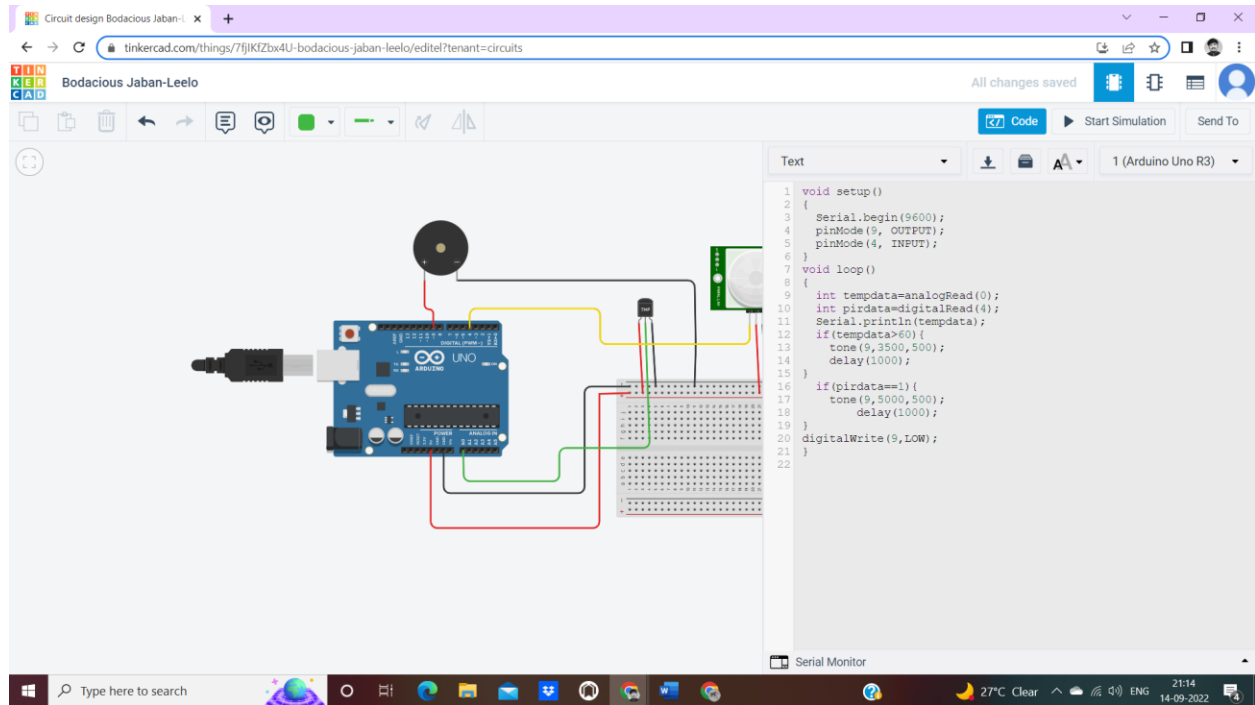 Circuit design Bodacious Jaban-L
tinkercad.com/things/7fjIKfZbx4U-bodacious-jaban-leelo/editel?tenant=circuits
TIN
KER
CAD
Bodacious Jaban-Leelo
All changes saved
Code
Start Simulation
Send To
Text
1 (Arduino Uno R3)
1 void setup()
2 {
3 Serial.begin(9600);
4 pinMode(9, OUTPUT);
5 pinMode(4, INPUT);
6 }
7 void loop()
8 {
9 int tempdata=analogRead(0);
10 int pirdata=digitalRead(4);
11 Serial.println(tempdata);
12 if(tempdata>60){
13 tone(9,3500,500);
14 delay(1000);
15 }
16 if(pirdata==1){
17 tone(9,5000,500);
18 delay(1000);
19 }
20 digitalWrite(9,LOW);
21 }
22
TMP
DIGITAL (PWM~)
UNO
ARDUINO
POWER
ANALOG IN
Serial Monitor
Type here to search
27°C Clear
ENG
21:14
14-09-2022